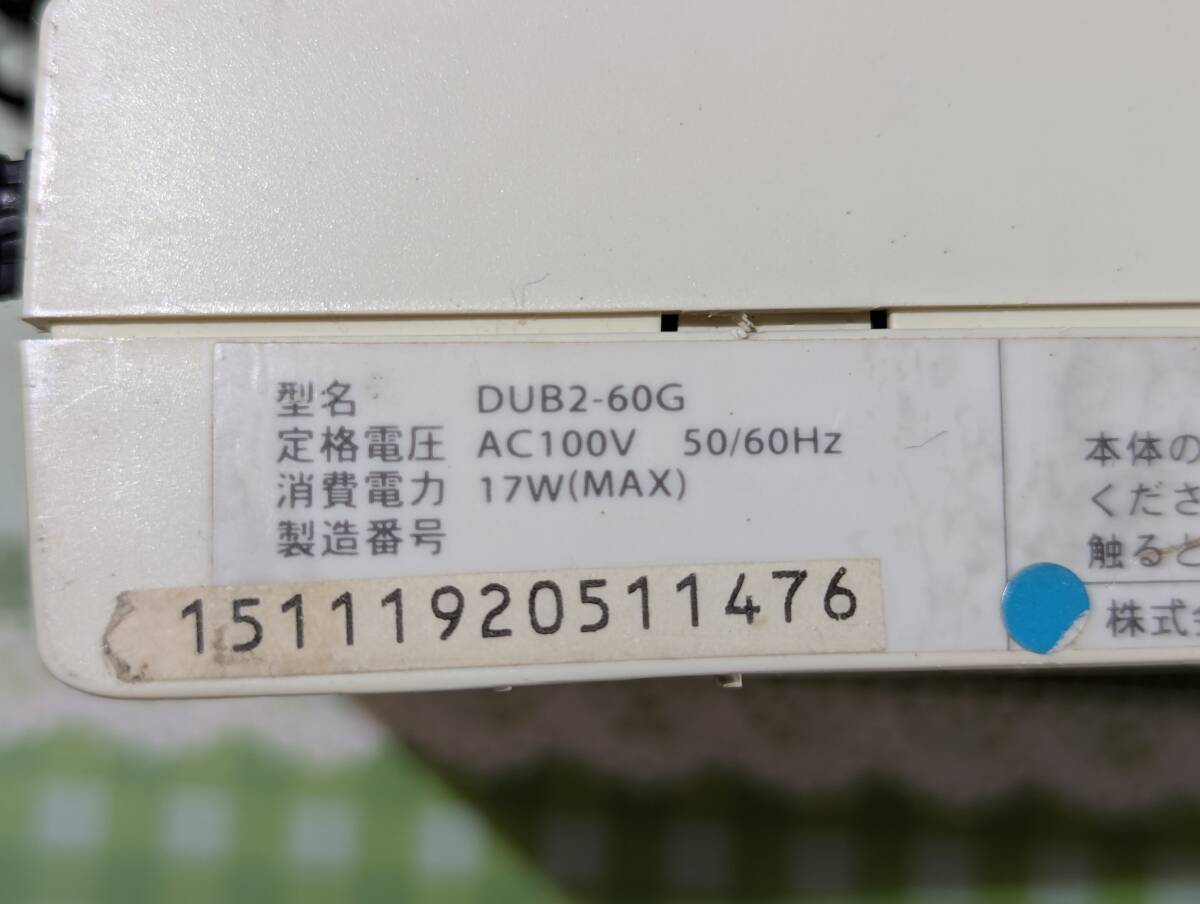 型名 DUB2-60G
定格電圧 AC100V 50/60Hz
消費電力 17W(MAX)
製造番号
15111920511476
本体の
くださ
触ると
株式